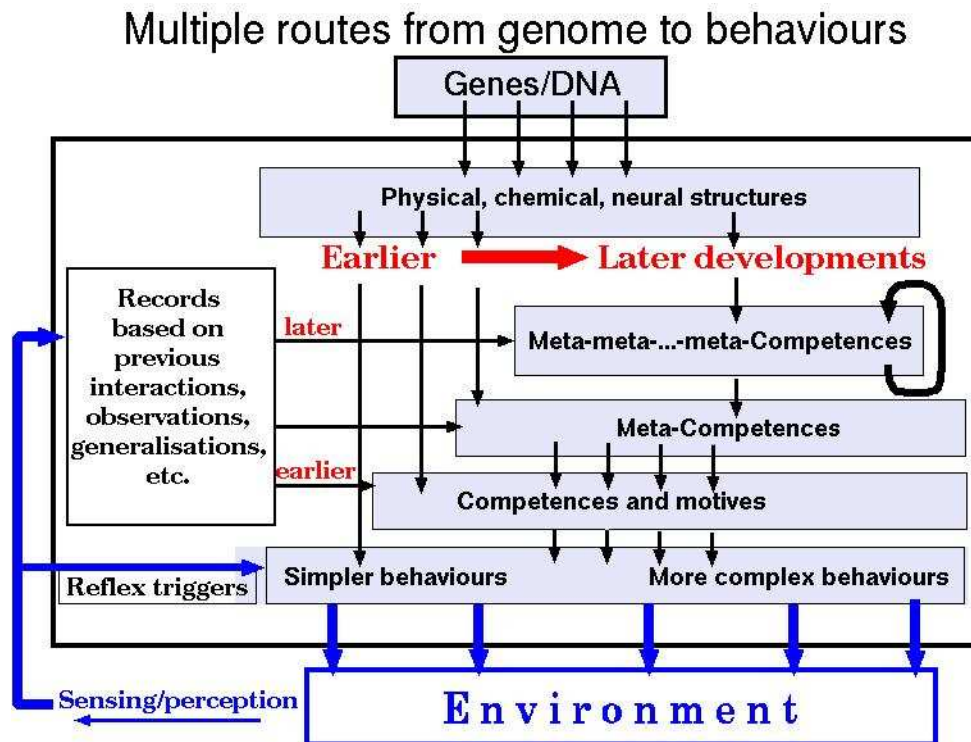 Multiple routes from genome to behaviours
Genes/DNA
Physical, chemical, neural structures
Earlier
Later developments
Records
based on
previous
interactions,
observations,
generalisations,
etc.
later
Meta-meta-...-meta-Competences
Meta-Competences
earlier
Competences and motives
Reflex triggers
Simpler behaviours
More complex behaviours
Sensing/perception
Environment